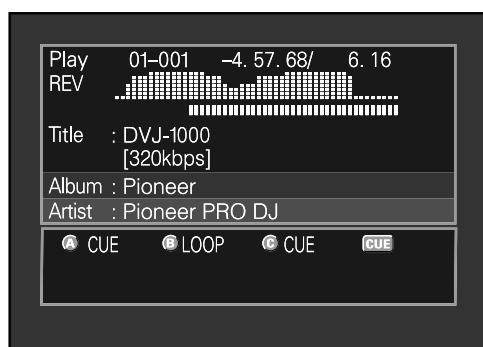 Play 01–001 –4. 57. 68/ 6. 16
REV
Title : DVJ-1000
[320kbps]
Album : Pioneer
Artist : Pioneer PRO DJ
A CUE B LOOP C CUE CUE